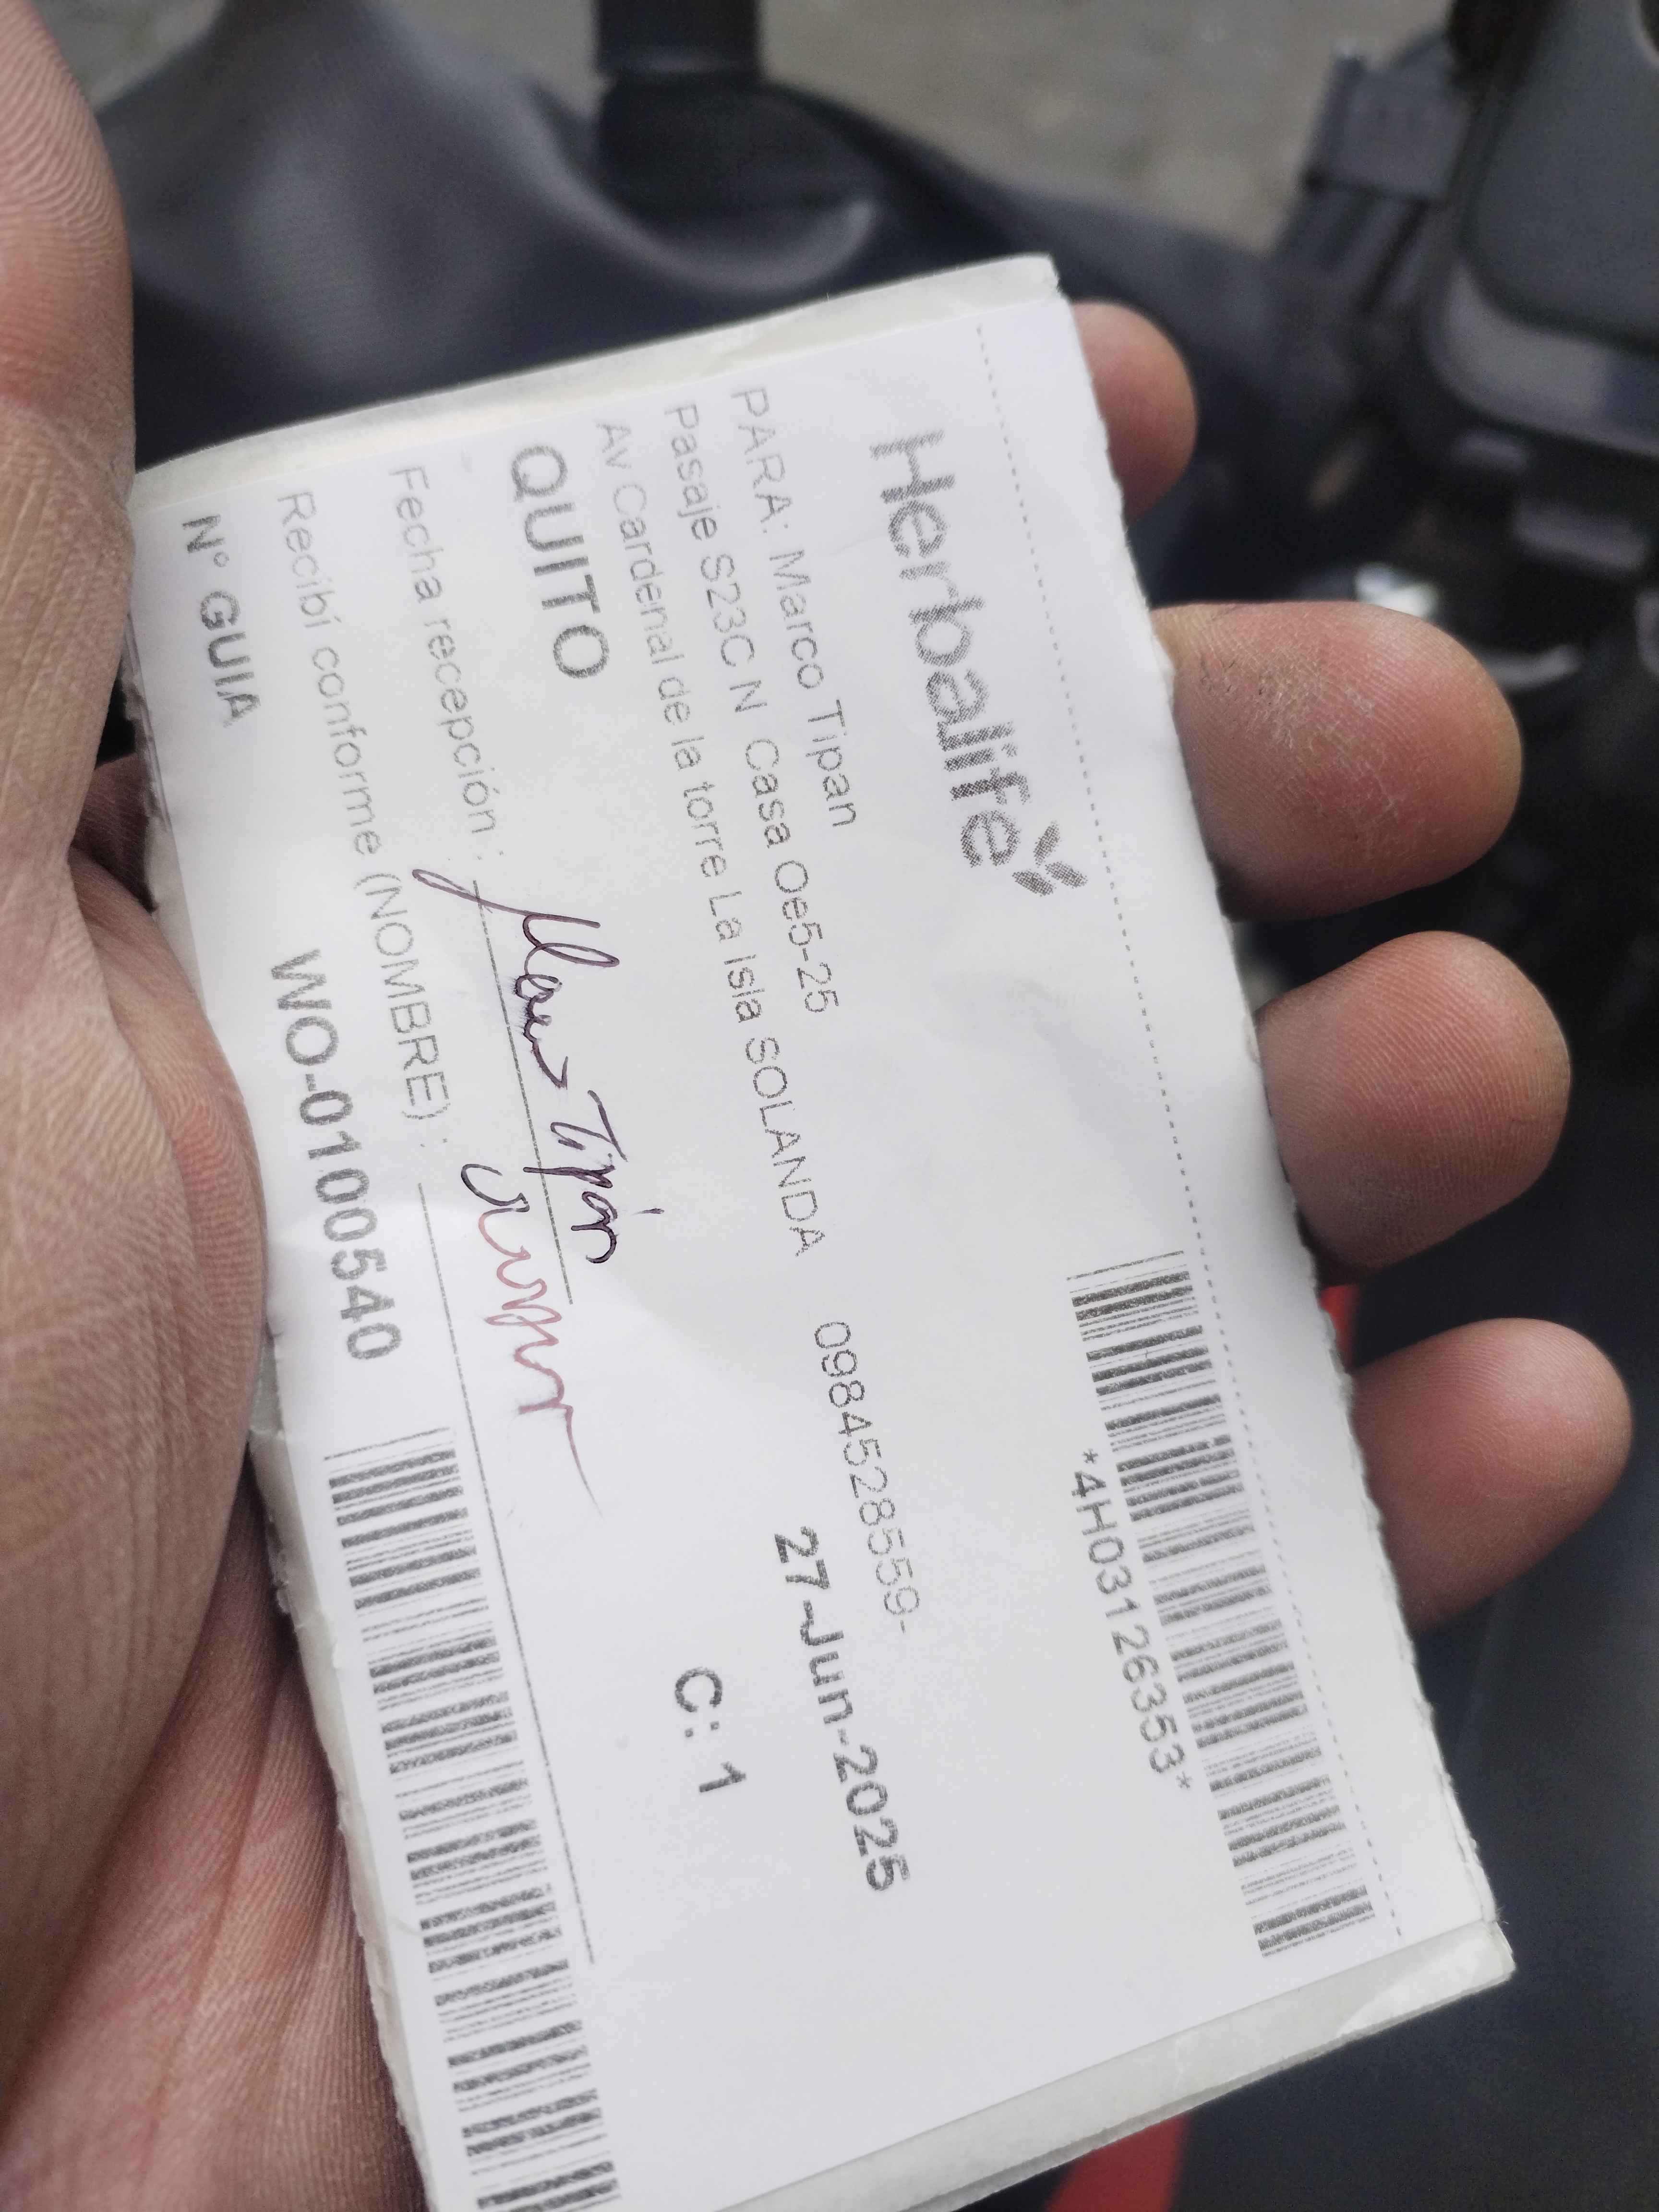 Herbalife
*4H03126353*
PARA: Marco Tipan
Pasaje S23C N Casa Oe5-25 0984528559-
Av Cardenal de la torre La Isla SOLANDA
27-Jun-2025
QUITO
C: 1
Fecha recepción : Marco Tipán
Recibí conforme (NOMBRE) :
N° GUIA WO-0100540